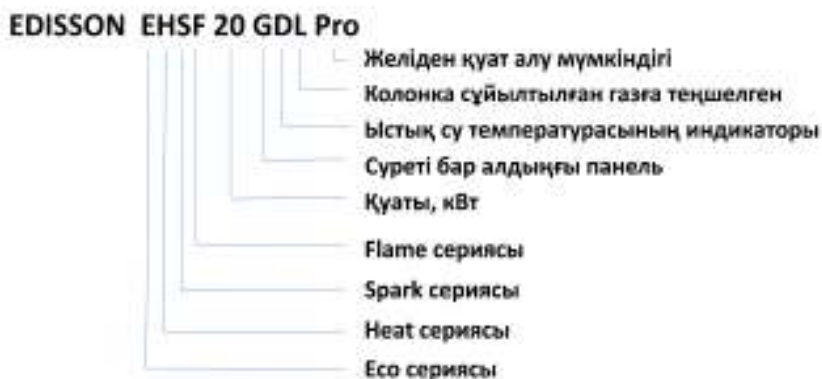 EDISSON EHSF 20 GDL Pro
Желіден қуат алу мүмкіндігі
Колонка сұйылтылған газға теңшелген
Ыстық су температурасының индикаторы
Суреті бар алдыңғы панель
Қуаты, кВт
Flame сериясы
Spark сериясы
Heat сериясы
Eco сериясы